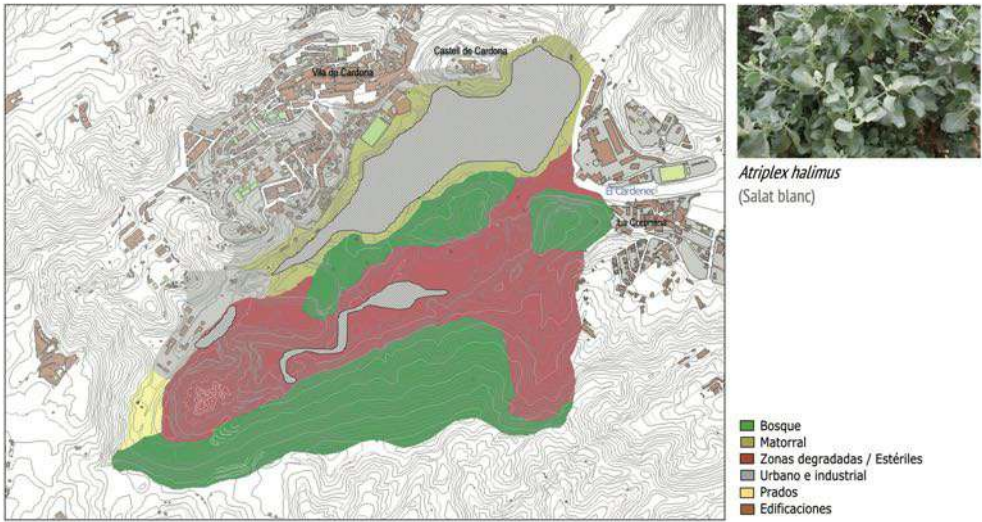 Castell de Cardona
Vila de Cardona
El Cardener
La Coromina
Atriplex halimus
(Salat blanc)
Bosque
Matorral
Zonas degradadas / Estériles
Urbano e industrial
Prados
Edificaciones